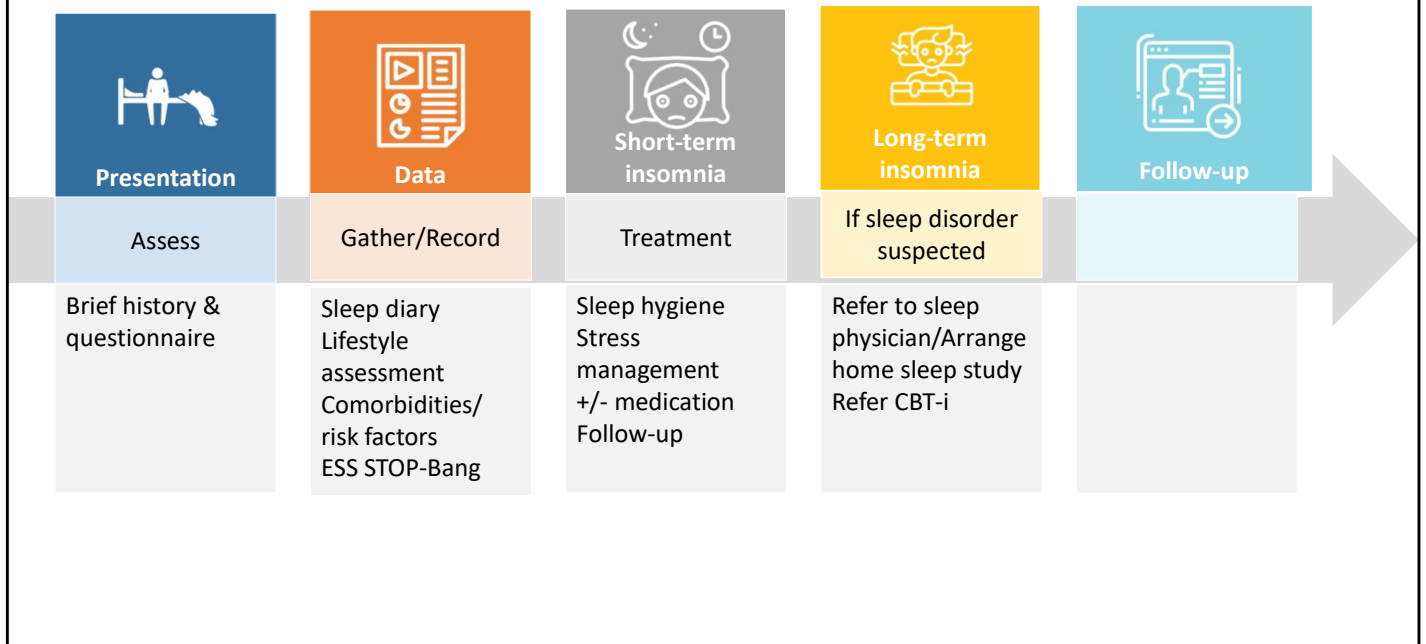 Presentation
Assess
Brief history &
questionnaire
Data
Gather/Record
Sleep diary
Lifestyle
assessment
Comorbidities/
risk factors
ESS STOP-Bang
Short-term
insomnia
Treatment
Sleep hygiene
Stress
management
+/- medication
Follow-up
Long-term
insomnia
If sleep disorder
suspected
Refer to sleep
physician/Arrange
home sleep study
Refer CBT-i
Follow-up